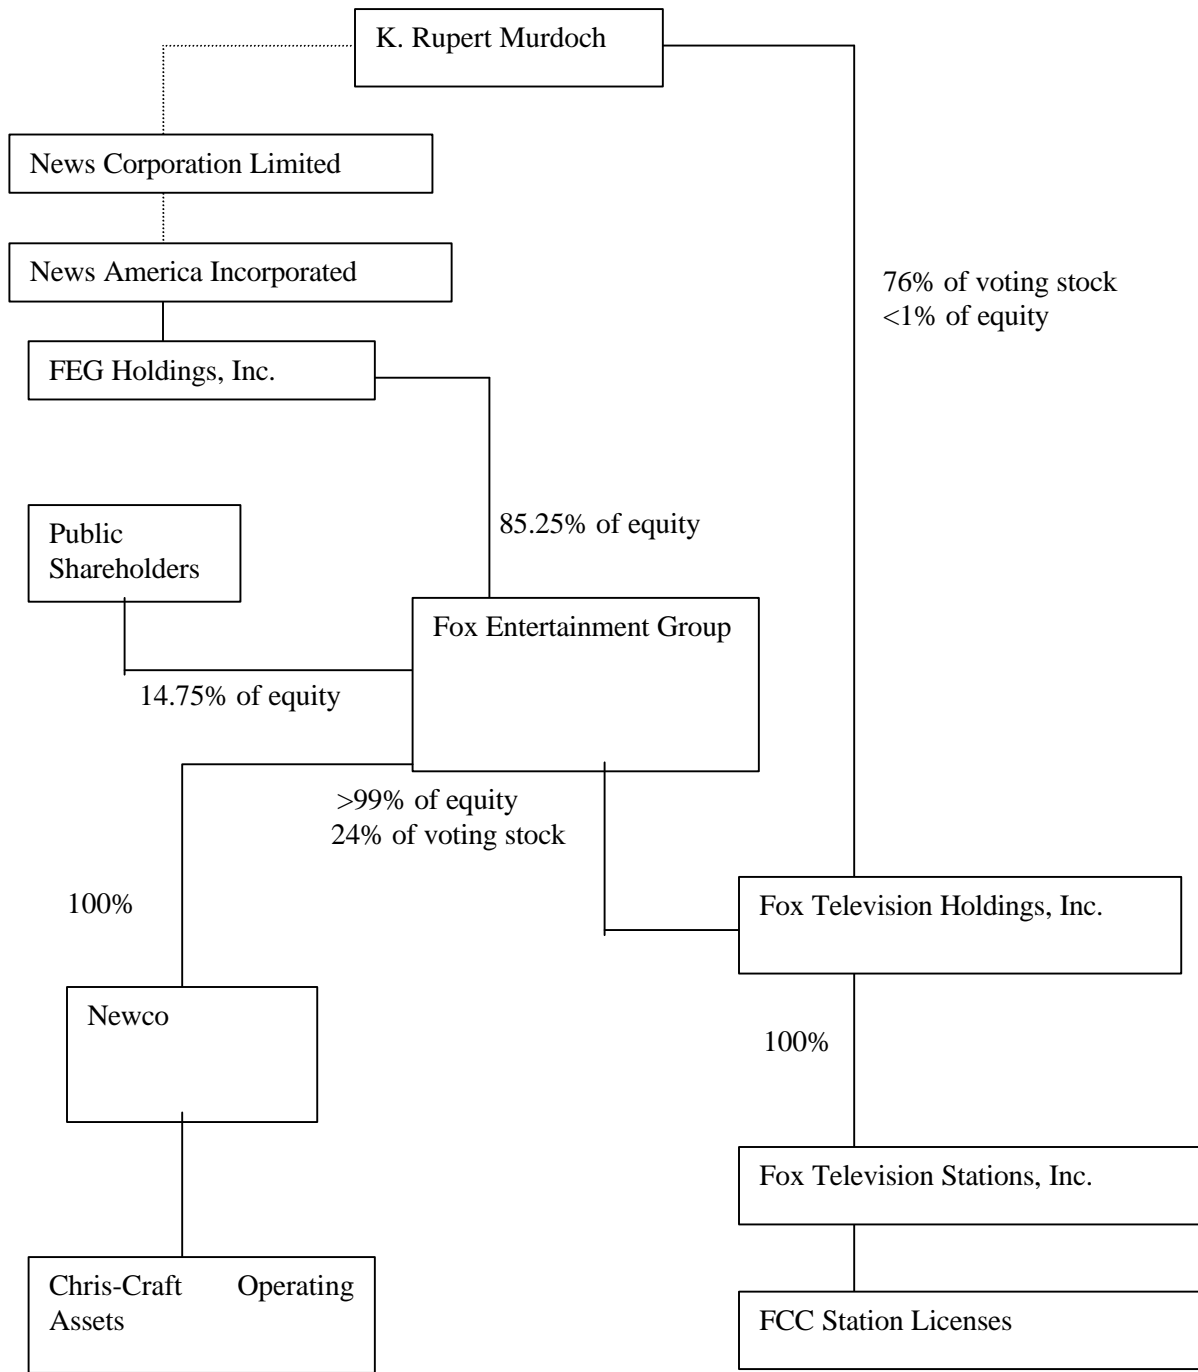 K. Rupert Murdoch
News Corporation Limited
News America Incorporated
76% of voting stock
<1% of equity
FEG Holdings, Inc.
Public
Shareholders
85.25% of equity
Fox Entertainment Group
14.75% of equity
>99% of equity
24% of voting stock
100%
Fox Television Holdings, Inc.
Newco
100%
Fox Television Stations, Inc.
Chris-Craft Operating
Assets
FCC Station Licenses